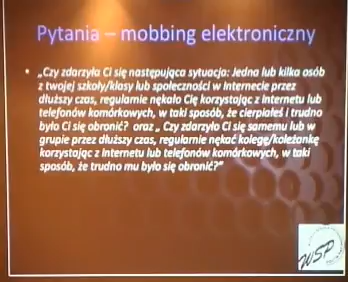 Pytania – mobbing elektroniczny
• „Czy zdarzyła Ci się następująca sytuacja: Jedna lub kilka osób
z twojej szkoły/klasy lub społeczności w Internecie przez
dłuższy czas, regularnie nękało Cię korzystając z Internetu lub
telefonów komórkowych, w taki sposób, że cierpiałeś i trudno
było Ci się obronić? oraz „ Czy zdarzyło Ci się samemu lub w
grupie przez dłuższy czas, regularnie nękać kolegę/koleżankę
korzystając z Internetu lub telefonów komórkowych, w taki
sposób, że trudno mu było się obronić?"
WSP